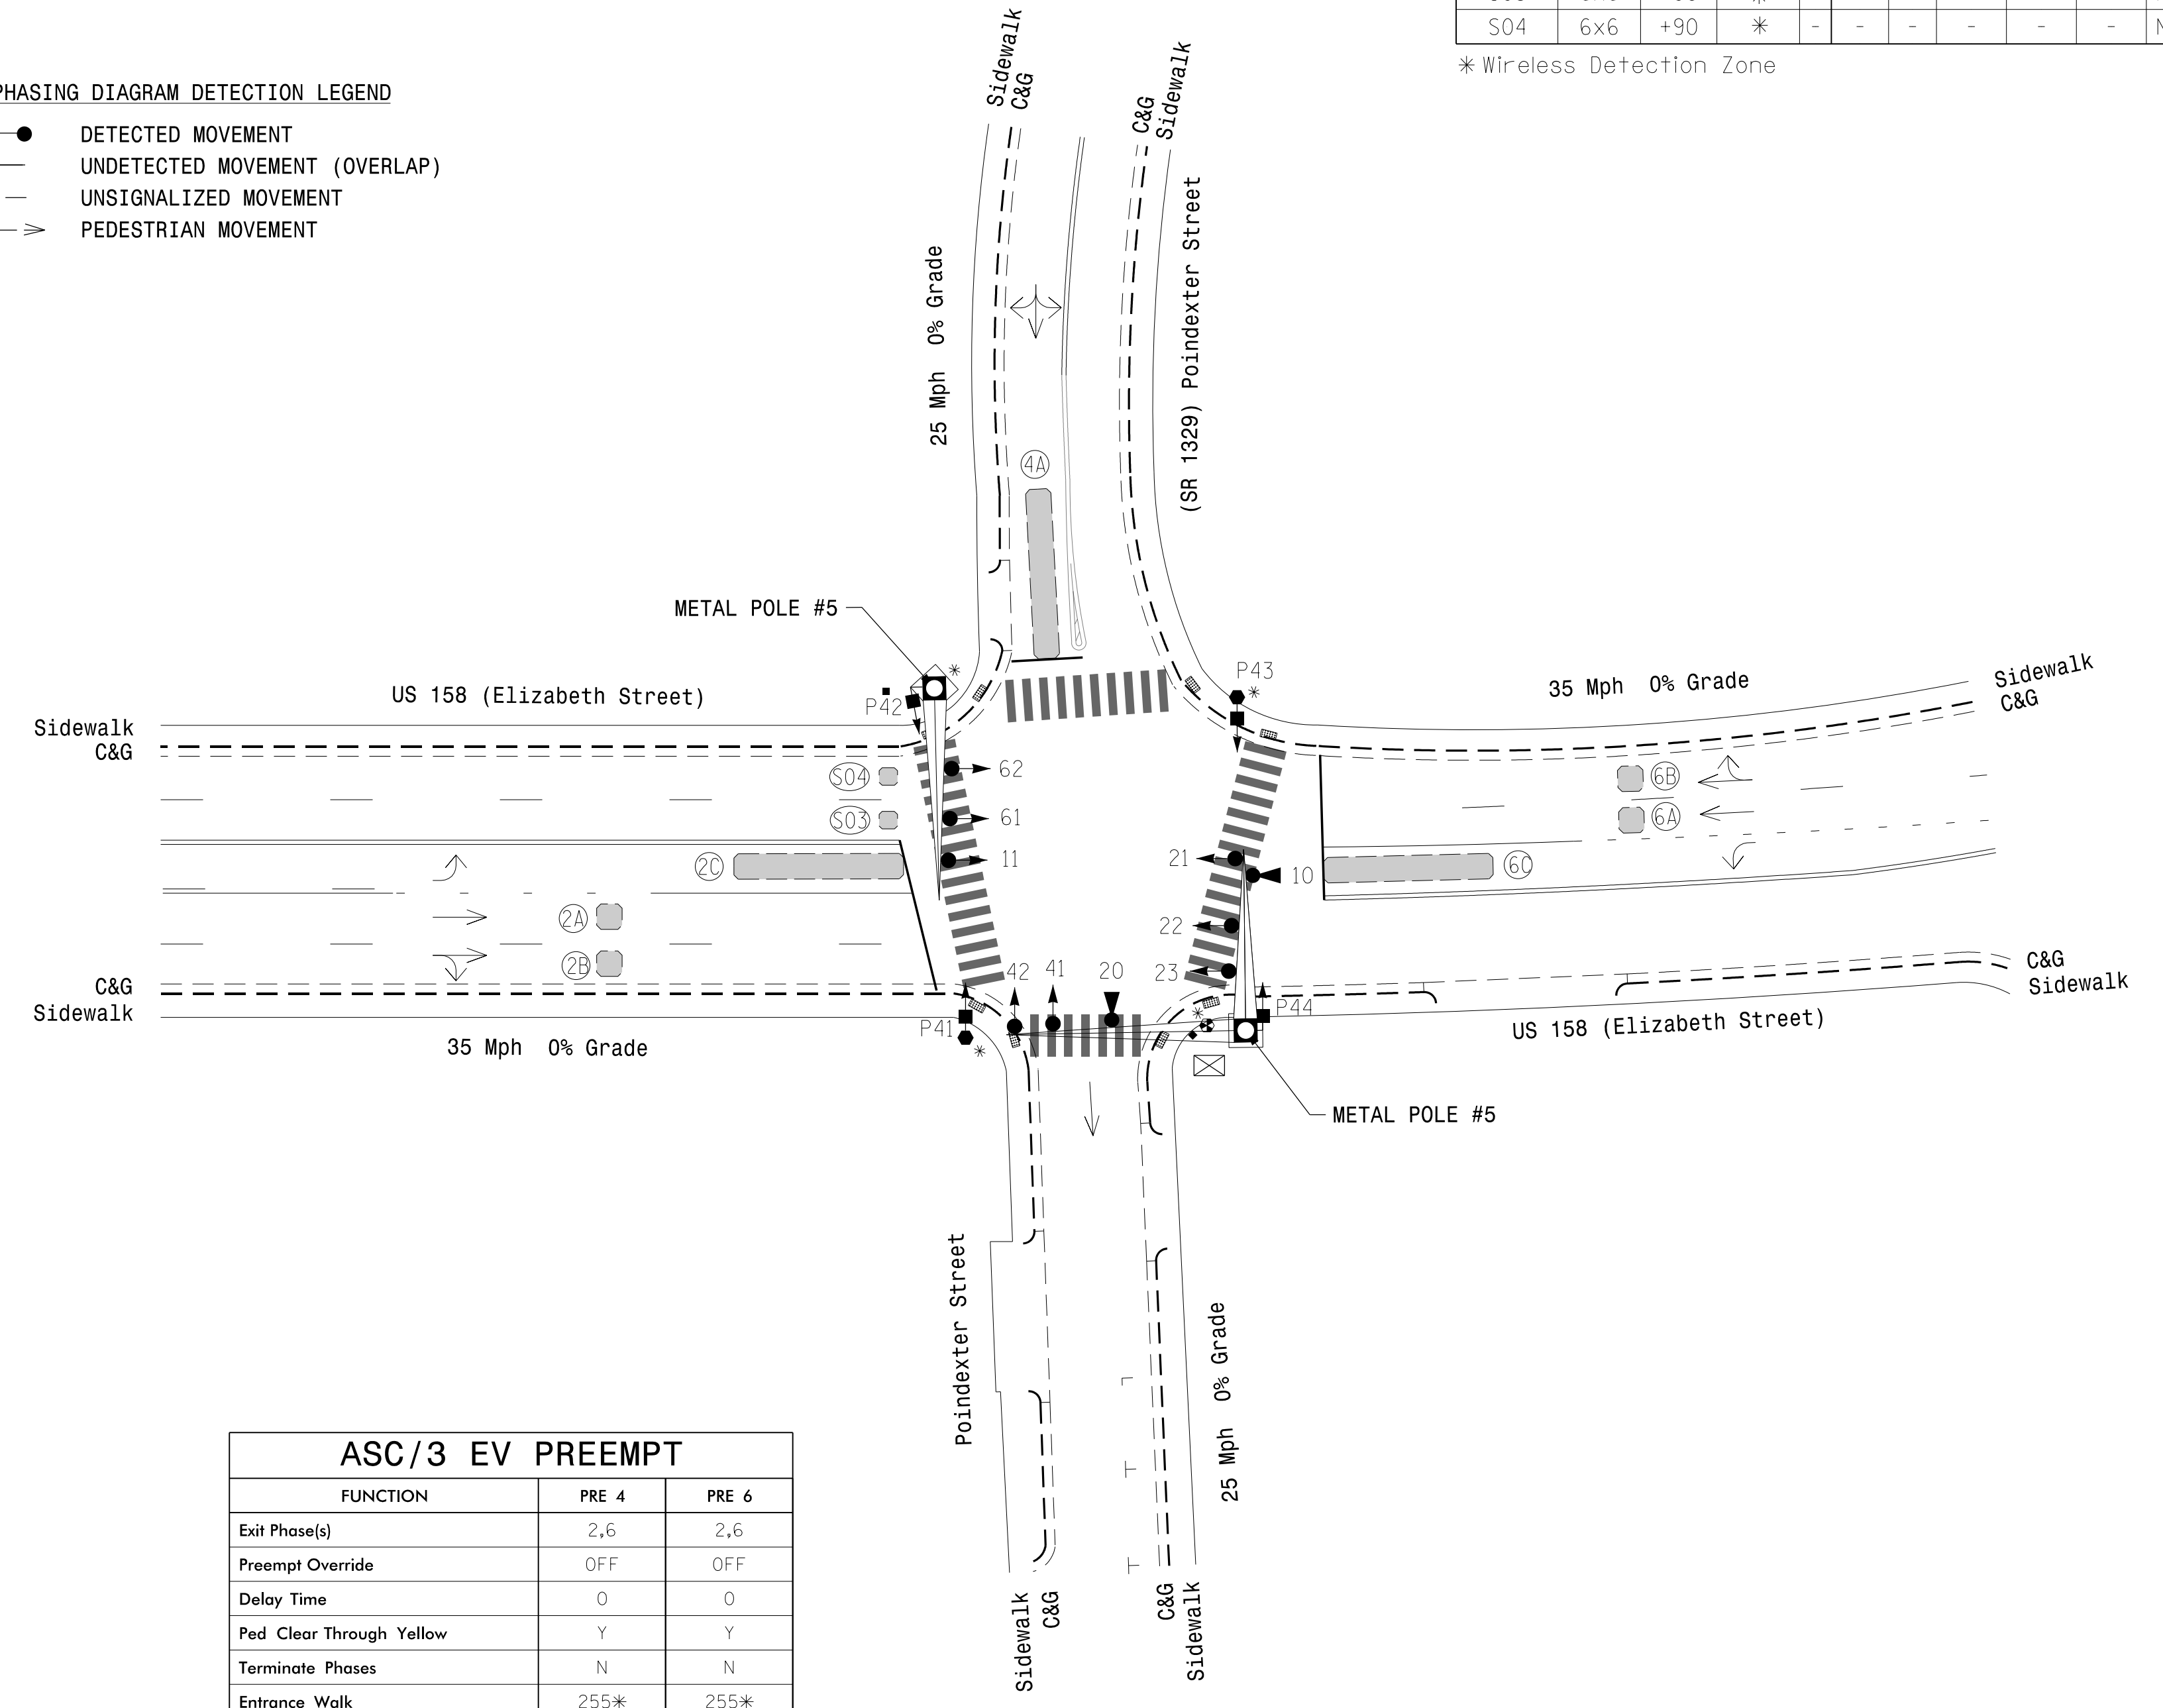 S04 6x6 +90 * - - - - - -
* Wireless Detection Zone
PHASING DIAGRAM DETECTION LEGEND
DETECTED MOVEMENT
UNDETECTED MOVEMENT (OVERLAP)
UNSIGNALIZED MOVEMENT
PEDESTRIAN MOVEMENT
Sidewalk
C&G
C&G
Sidewalk
25 Mph 0% Grade
(SR 1329) Poindexter Street
4A
METAL POLE #5
*
P42
P43
*
US 158 (Elizabeth Street)
35 Mph 0% Grade
Sidewalk
C&G
Sidewalk
C&G
S04
62
6B
S03
61
6A
2C
11
21
10
6C
2A
22
2B
42
41
20
23
C&G
Sidewalk
C&G
Sidewalk
P41
*
*
P44
35 Mph 0% Grade
US 158 (Elizabeth Street)
METAL POLE #5
Poindexter Street
25 Mph 0% Grade
Sidewalk
C&G
C&G
Sidewalk
ASC/3 EV PREEMPT
FUNCTION PRE 4 PRE 6
Exit Phase(s) 2,6 2,6
Preempt Override OFF OFF
Delay Time 0 0
Ped Clear Through Yellow Y Y
Terminate Phases N N
Entrance Walk 255* 255*